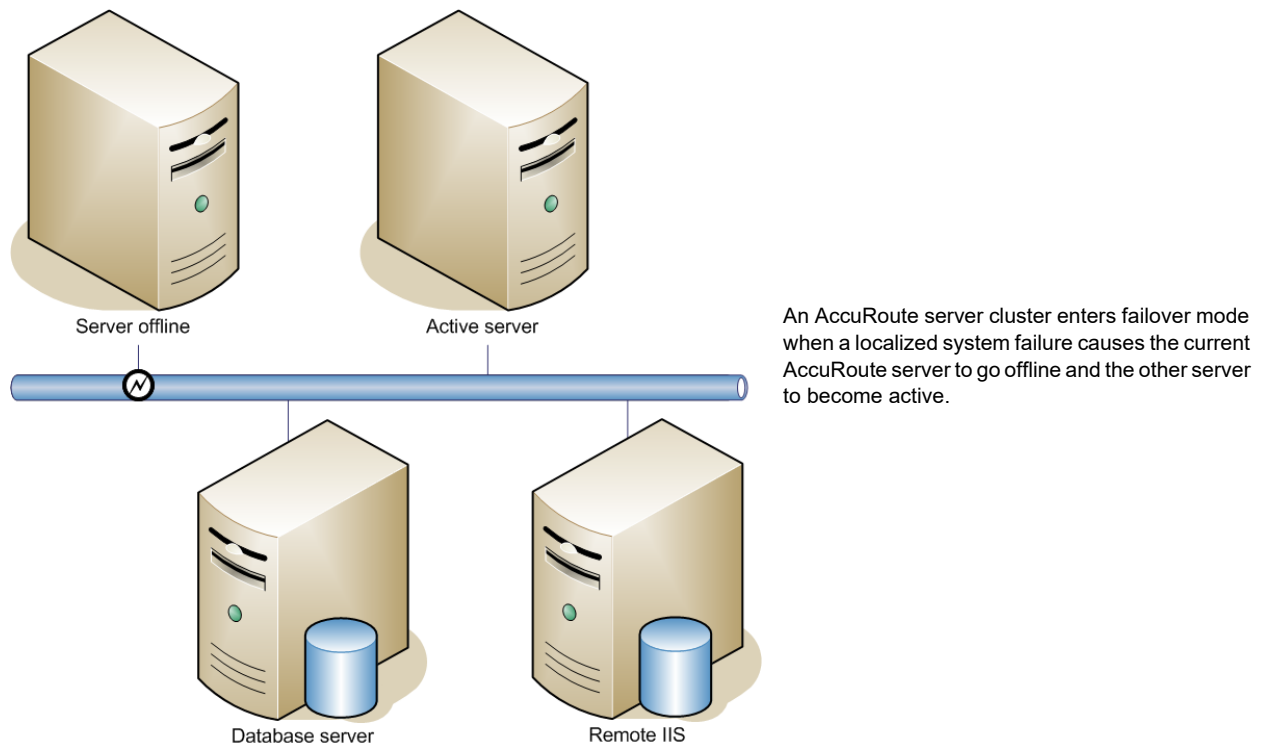 Server offline
Active server
An AccuRoute server cluster enters failover mode
when a localized system failure causes the current
AccuRoute server to go offline and the other server
to become active.
Database server
Remote IIS